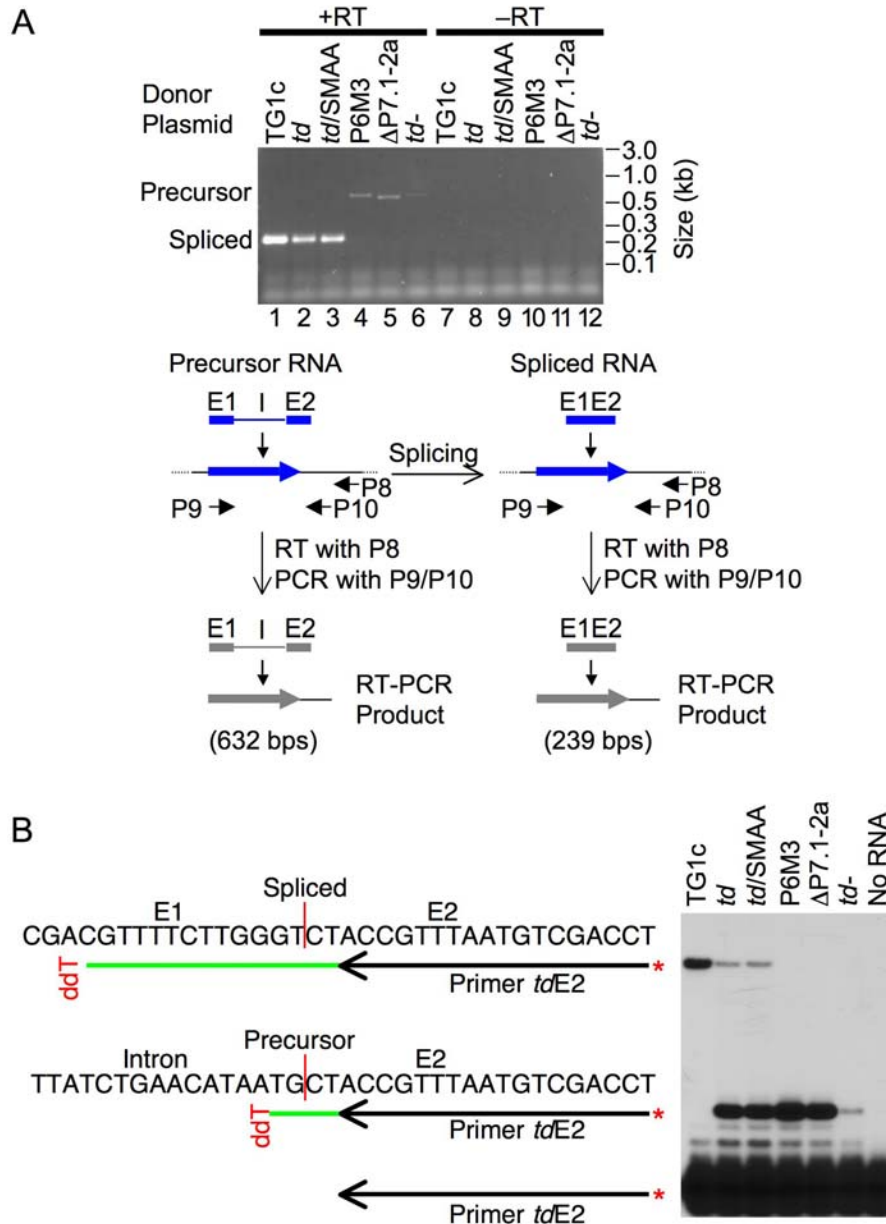 A
+RT
–RT
Donor
Plasmid
TG1c
td
td/SMAA
P6M3
ΔP7.1-2a
td-
TG1c
td
td/SMAA
P6M3
ΔP7.1-2a
td-
Precursor
Spliced
3.0
1.0
0.5
0.3
0.2
0.1
Size (kb)
1 2 3 4 5 6 7 8 9 10 11 12
Precursor RNA
Spliced RNA
E1 I E2
E1E2
Splicing
P8
P8
P9
P10
P9
P10
RT with P8
PCR with P9/P10
RT with P8
PCR with P9/P10
E1 I E2
E1E2
RT-PCR
Product
RT-PCR
Product
(632 bps)
(239 bps)
B
Spliced
E1
E2
CGACGTTTTCTTGGGTCTACCGTTTAATGTCGACCT
ddT
Primer tdE2
*
Precursor
Intron
E2
TTATCTGAACATAATGCTACCGTTTAATGTCGACCT
ddT
Primer tdE2
*
Primer tdE2
*
TG1c
td
td/SMAA
P6M3
ΔP7.1-2a
td-
No RNA